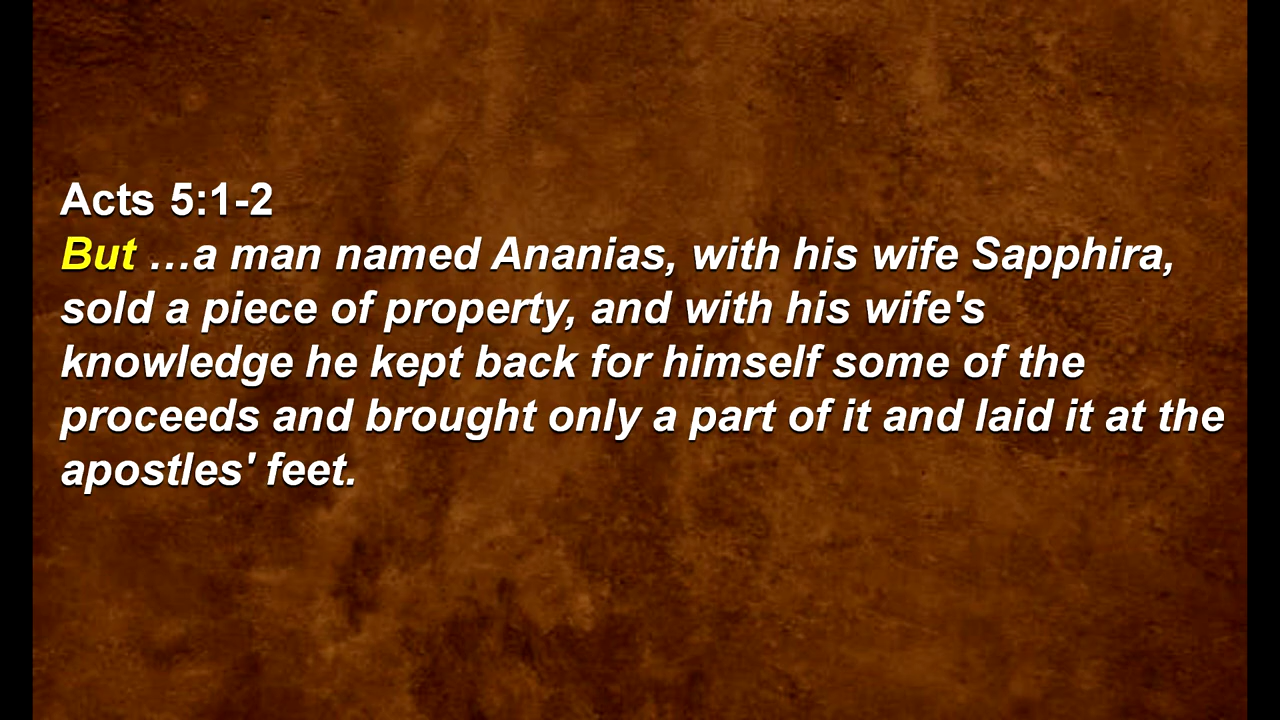 Acts 5:1-2
But …a man named Ananias, with his wife Sapphira,
sold a piece of property, and with his wife's
knowledge he kept back for himself some of the
proceeds and brought only a part of it and laid it at the
apostles' feet.